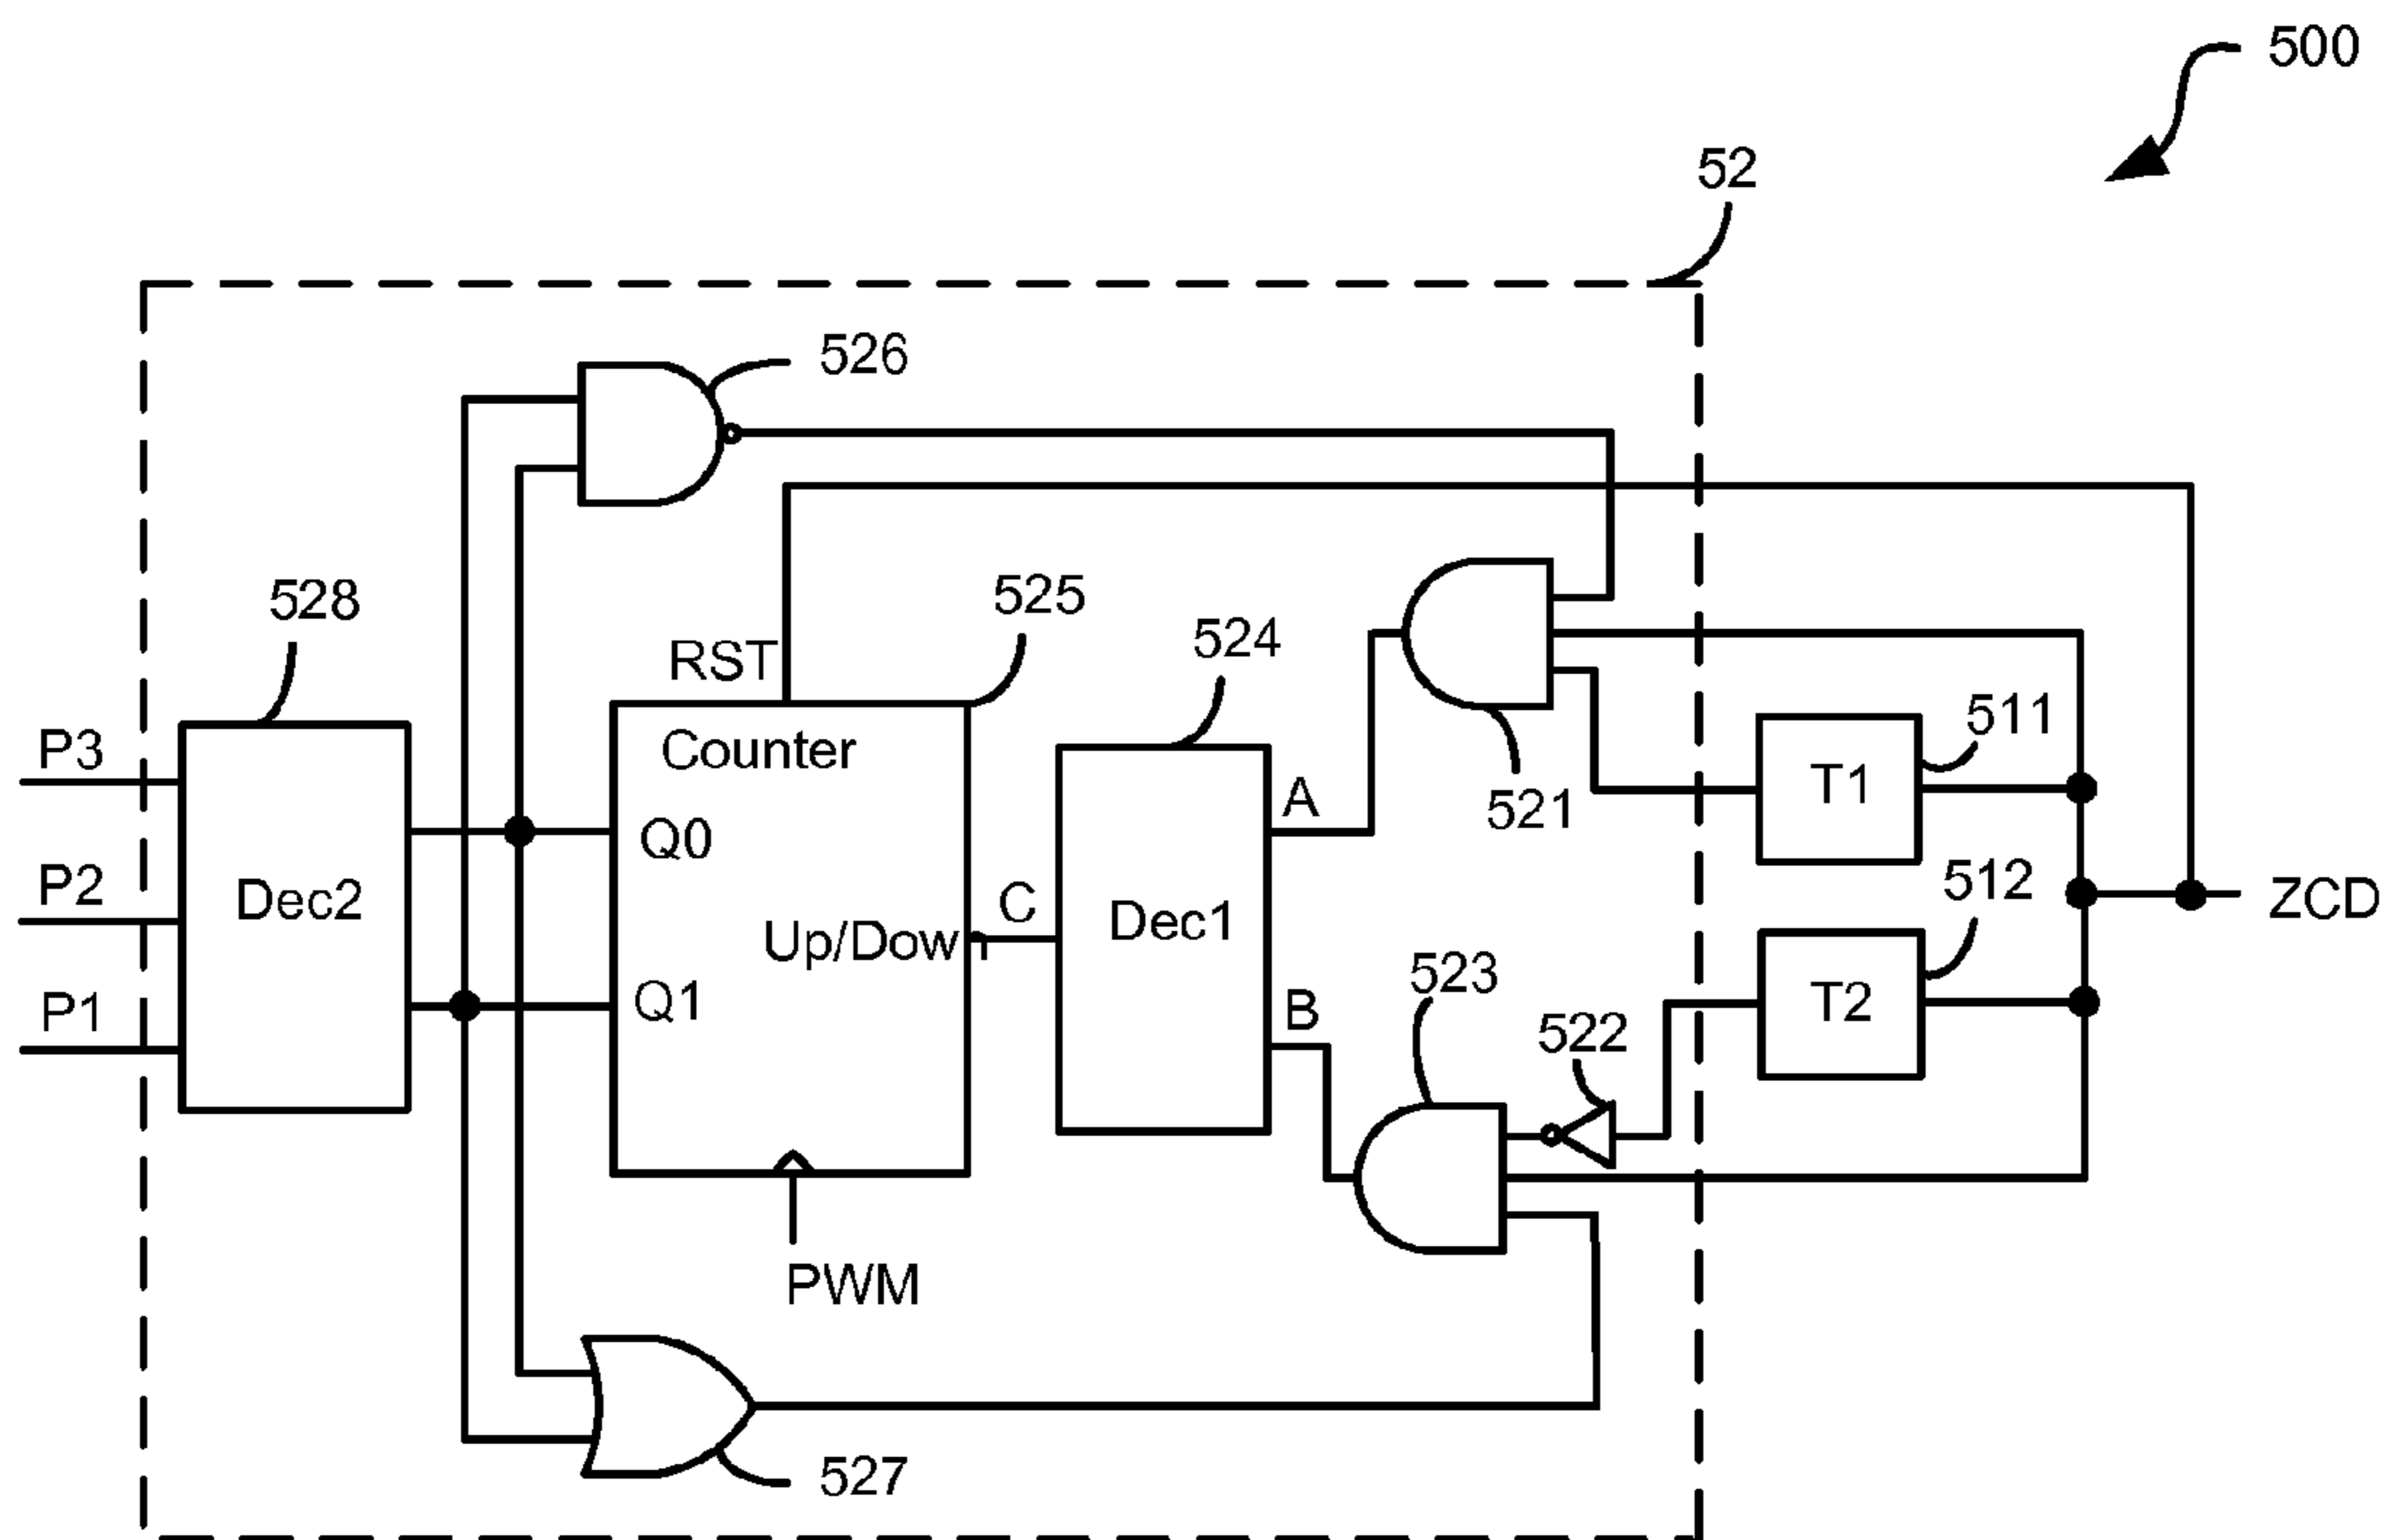 500
52
526
528
525
RST
524
511
P3
Counter
A
T1
521
Q0
512
P2
Dec2
C
Dec1
ZCD
Up/Down
523
P1
Q1
B
522
T2
PWM
527